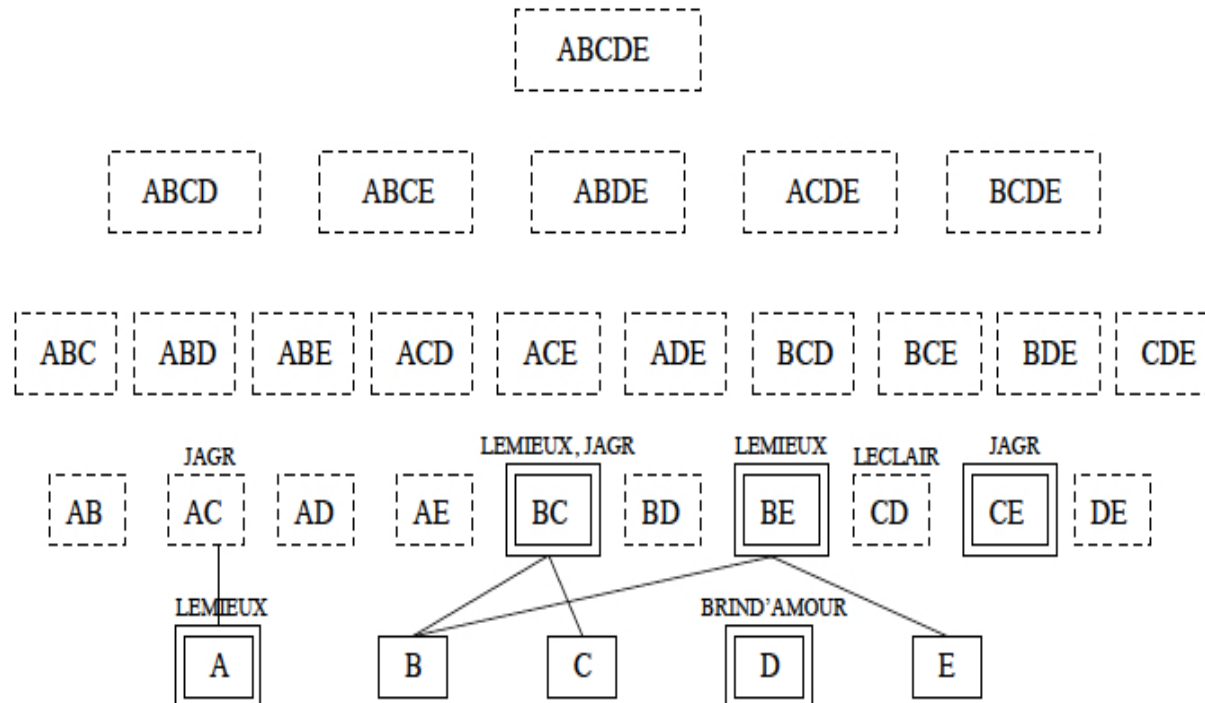 ABCDE
ABCD ABCE ABDE ACDE BCDE
ABC ABD ABE ACD ACE ADE BCD BCE BDE CDE
JAGR LEMIEUX, JAGR LEMIEUX LECLAIR JAGR
AB AC AD AE BC BD BE CD CE DE
LEMIEUX BRIND'AMOUR
A B C D E